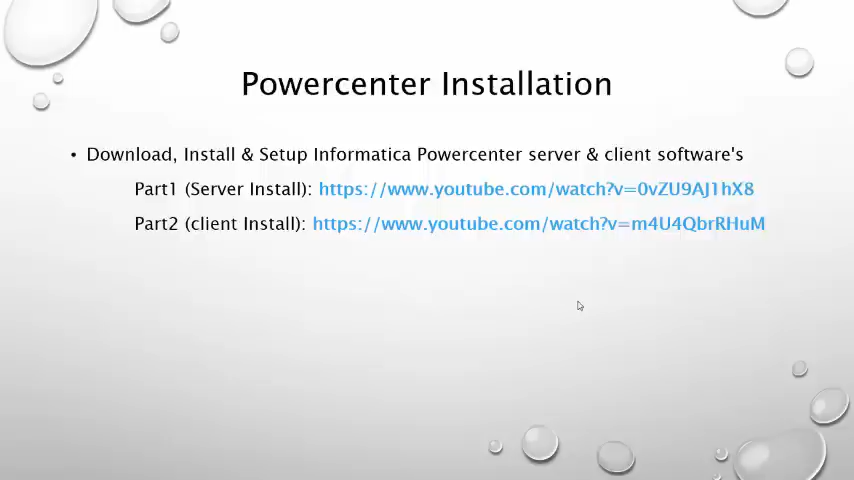 Powercenter Installation
• Download, Install & Setup Informatica Powercenter server & client software's
Part1 (Server Install): https://www.youtube.com/watch?v=0vZU9AJ1hX8
Part2 (client Install): https://www.youtube.com/watch?v=m4U4QbrRHuM